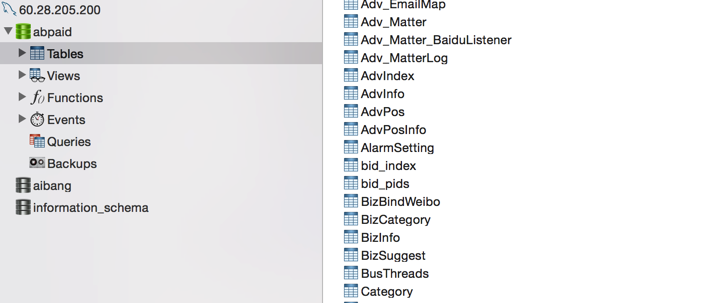 60.28.205.200
abpaid
Tables
Views
Functions
Events
Queries
Backups
aibang
information_schema
Adv_EmailMap
Adv_Matter
Adv_Matter_BaiduListener
Adv_MatterLog
AdvIndex
AdvInfo
AdvPos
AdvPosInfo
AlarmSetting
bid_index
bid_pids
BizBindWeibo
BizCategory
BizInfo
BizSuggest
BusThreads
Category